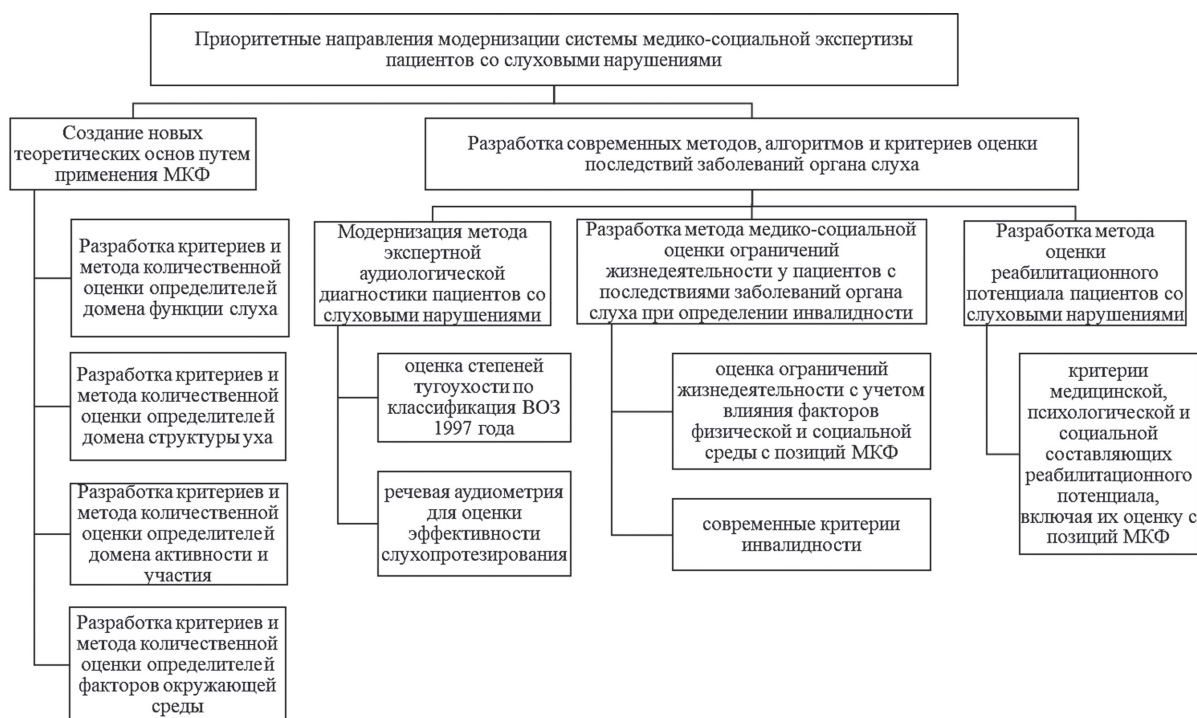 Приоритетные направления модернизации системы медико-социальной экспертизы
пациентов со слуховыми нарушениями
Создание новых
теоретических основ путем
применения МКФ
Разработка современных методов, алгоритмов и критериев оценки
последствий заболеваний органа слуха
Разработка критериев и
метода количественной
оценки определителей
домена функции слуха
Разработка критериев и
метода количественной
оценки определителей
домена структуры уха
Разработка критериев и
метода количественной
оценки определителей
домена активности и
участия
Разработка критериев и
метода количественной
оценки определителей
факторов окружающей
среды
Модернизация метода
экспертной
аудиологической
диагностики пациентов со
слуховыми нарушениями
оценка степеней
тугоухости по
классификация ВОЗ
1997 года
речевая аудиометрия
для оценки
эффективности
слухопротезирования
Разработка метода медико-социальной
оценки ограничений
жизнедеятельности у пациентов с
последствиями заболеваний органа
слуха при определении инвалидности
оценка ограничений
жизнедеятельности с учетом
влияния факторов
физической и социальной
среды с позиций МКФ
современные критерии
инвалидности
Разработка метода
оценки
реабилитационного
потенциала пациентов со
слуховыми нарушениями
критерии
медицинской,
психологической и
социальной
составляющих
реабилитационного
потенциала,
включая их оценку с
позиций МКФ